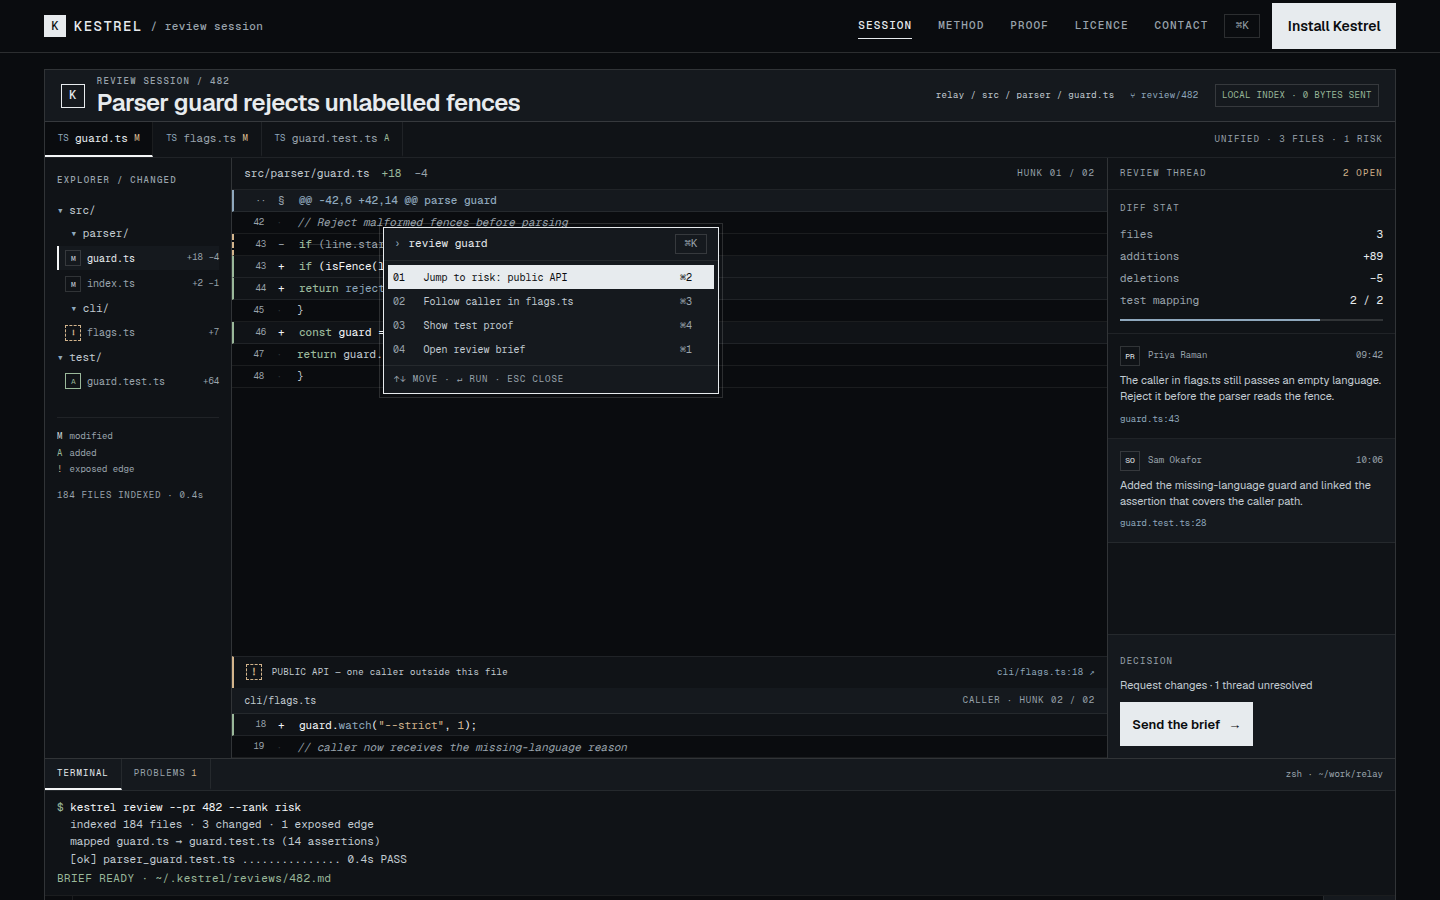 K KESTREL / review session
SESSION METHOD PROOF LICENCE CONTACT ⌘K Install Kestrel
K REVIEW SESSION / 482
Parser guard rejects unlabelled fences
relay / src / parser / guard.ts review/482 LOCAL INDEX · 0 BYTES SENT
TS guard.ts M TS flags.ts M TS guard.test.ts A UNIFIED · 3 FILES · 1 RISK
EXPLORER / CHANGED
▾ src/
▾ parser/
M guard.ts +18 −4
M index.ts +2 −1
▾ cli/
! flags.ts +7
▾ test/
A guard.test.ts +64
M modified
A added
! exposed edge
184 FILES INDEXED · 0.4s
src/parser/guard.ts +18 −4 HUNK 01 / 02
·· § @@ -42,6 +42,14 @@ parse guard
42 · // Reject malformed fences before parsing
43 − if (line.star
43 + if (isFence(l
44 + return reject
45 · }
46 + const guard =
47 · return guard.
48 · }
› review guard ⌘K
01 Jump to risk: public API ⌘2
02 Follow caller in flags.ts ⌘3
03 Show test proof ⌘4
04 Open review brief ⌘1
↑↓ MOVE · ↵ RUN · ESC CLOSE
! PUBLIC API — one caller outside this file cli/flags.ts:18 ↗
cli/flags.ts CALLER · HUNK 02 / 02
18 + guard.watch("--strict", 1);
19 · // caller now receives the missing-language reason
REVIEW THREAD 2 OPEN
DIFF STAT
files 3
additions +89
deletions −5
test mapping 2 / 2
PR Priya Raman 09:42
The caller in flags.ts still passes an empty language.
Reject it before the parser reads the fence.
guard.ts:43
SO Sam Okafor 10:06
Added the missing-language guard and linked the
assertion that covers the caller path.
guard.test.ts:28
DECISION
Request changes · 1 thread unresolved
Send the brief →
TERMINAL PROBLEMS 1 zsh · ~/work/relay
$ kestrel review --pr 482 --rank risk
indexed 184 files · 3 changed · 1 exposed edge
mapped guard.ts → guard.test.ts (14 assertions)
[ok] parser_guard.test.ts ............... 0.4s PASS
BRIEF READY · ~/.kestrel/reviews/482.md